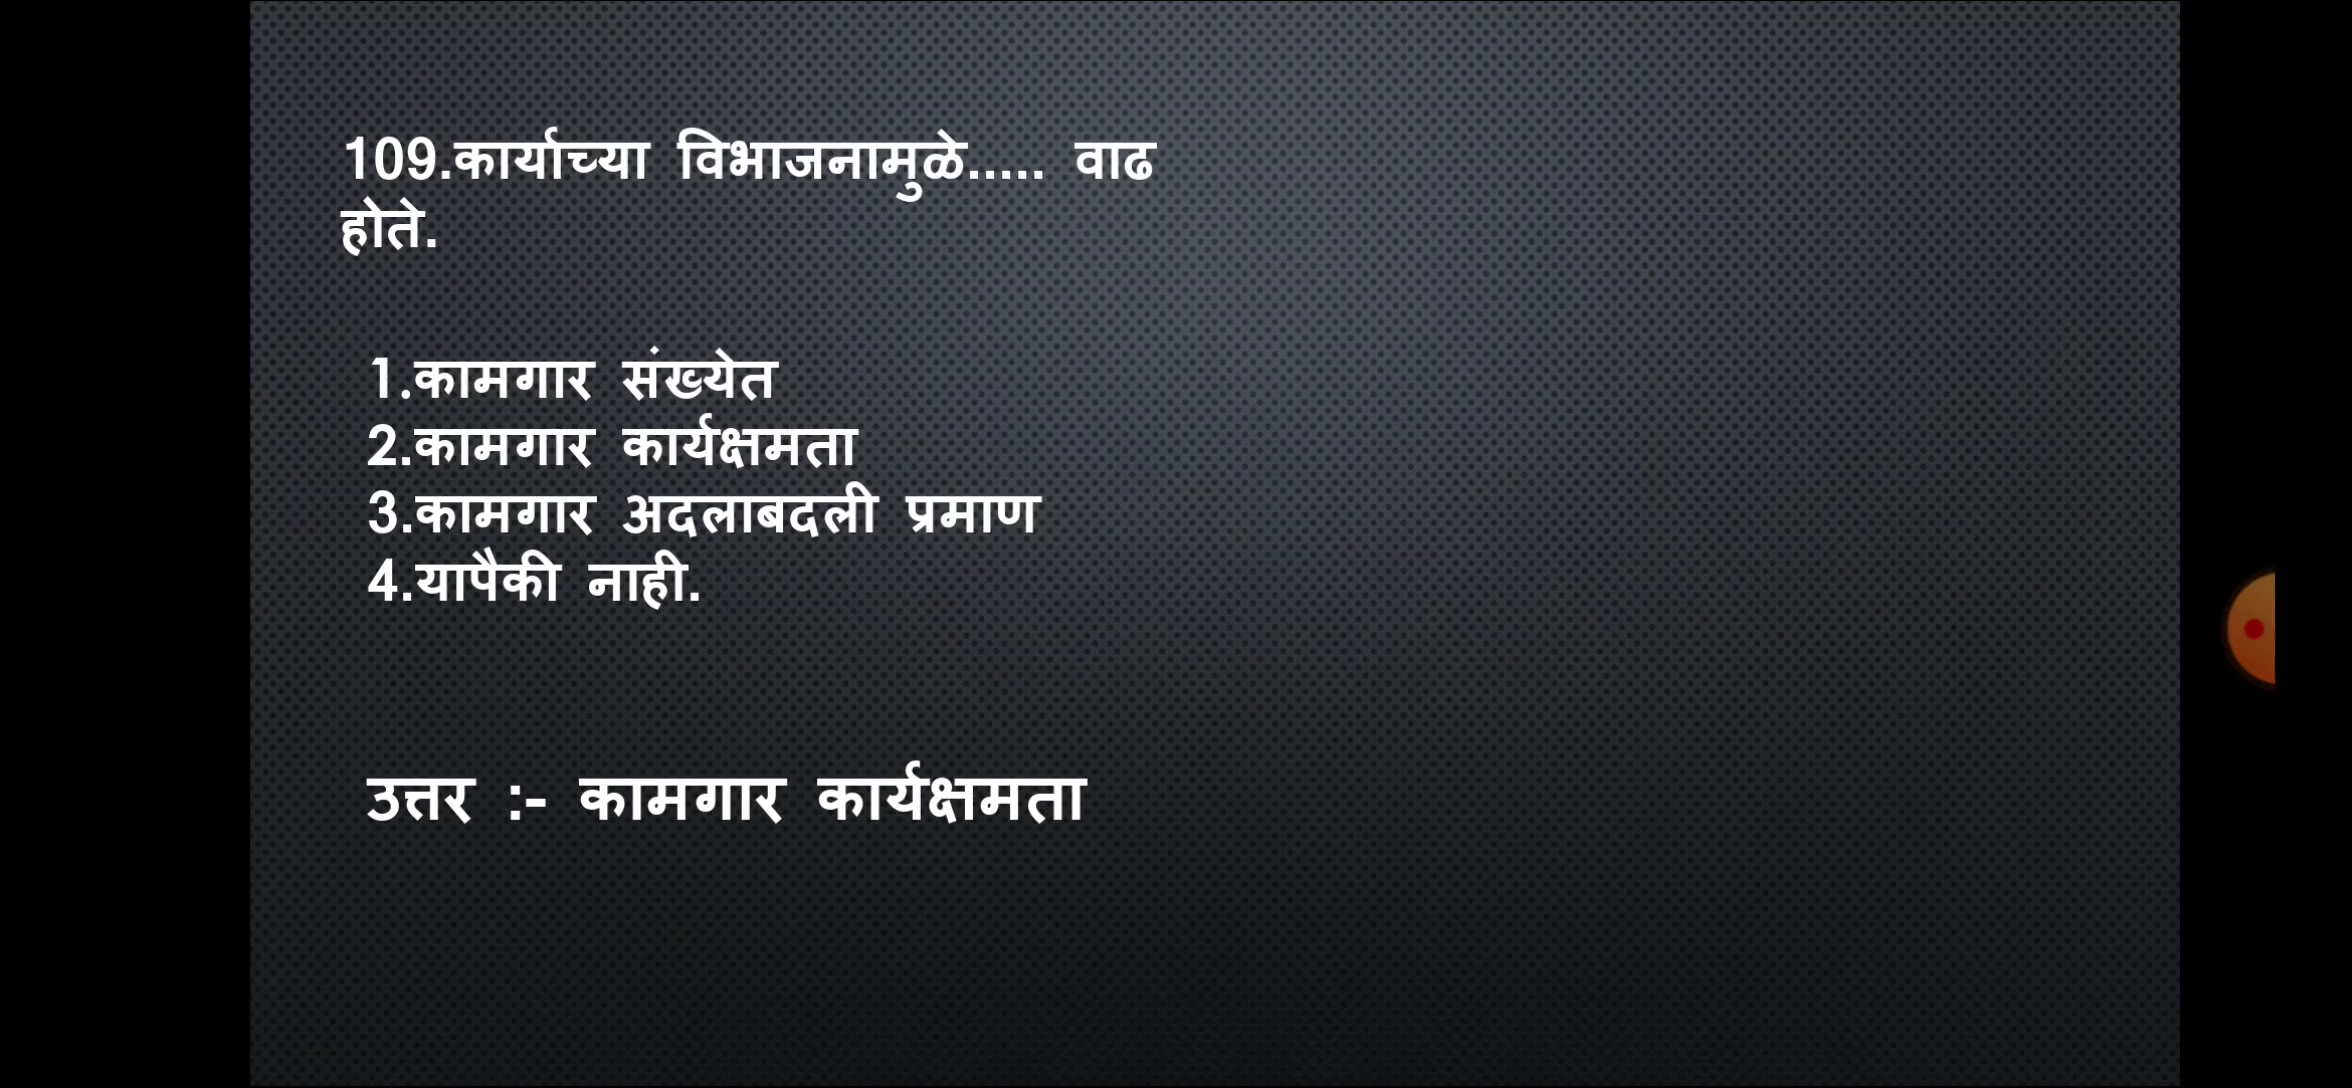 109.कार्याच्या विभाजनामुळे..... वाढ
होते.
1.कामगार संख्येत
2.कामगार कार्यक्षमता
3.कामगार अदलाबदली प्रमाण
4.यापैकी नाही.
उत्तर :- कामगार कार्यक्षमता